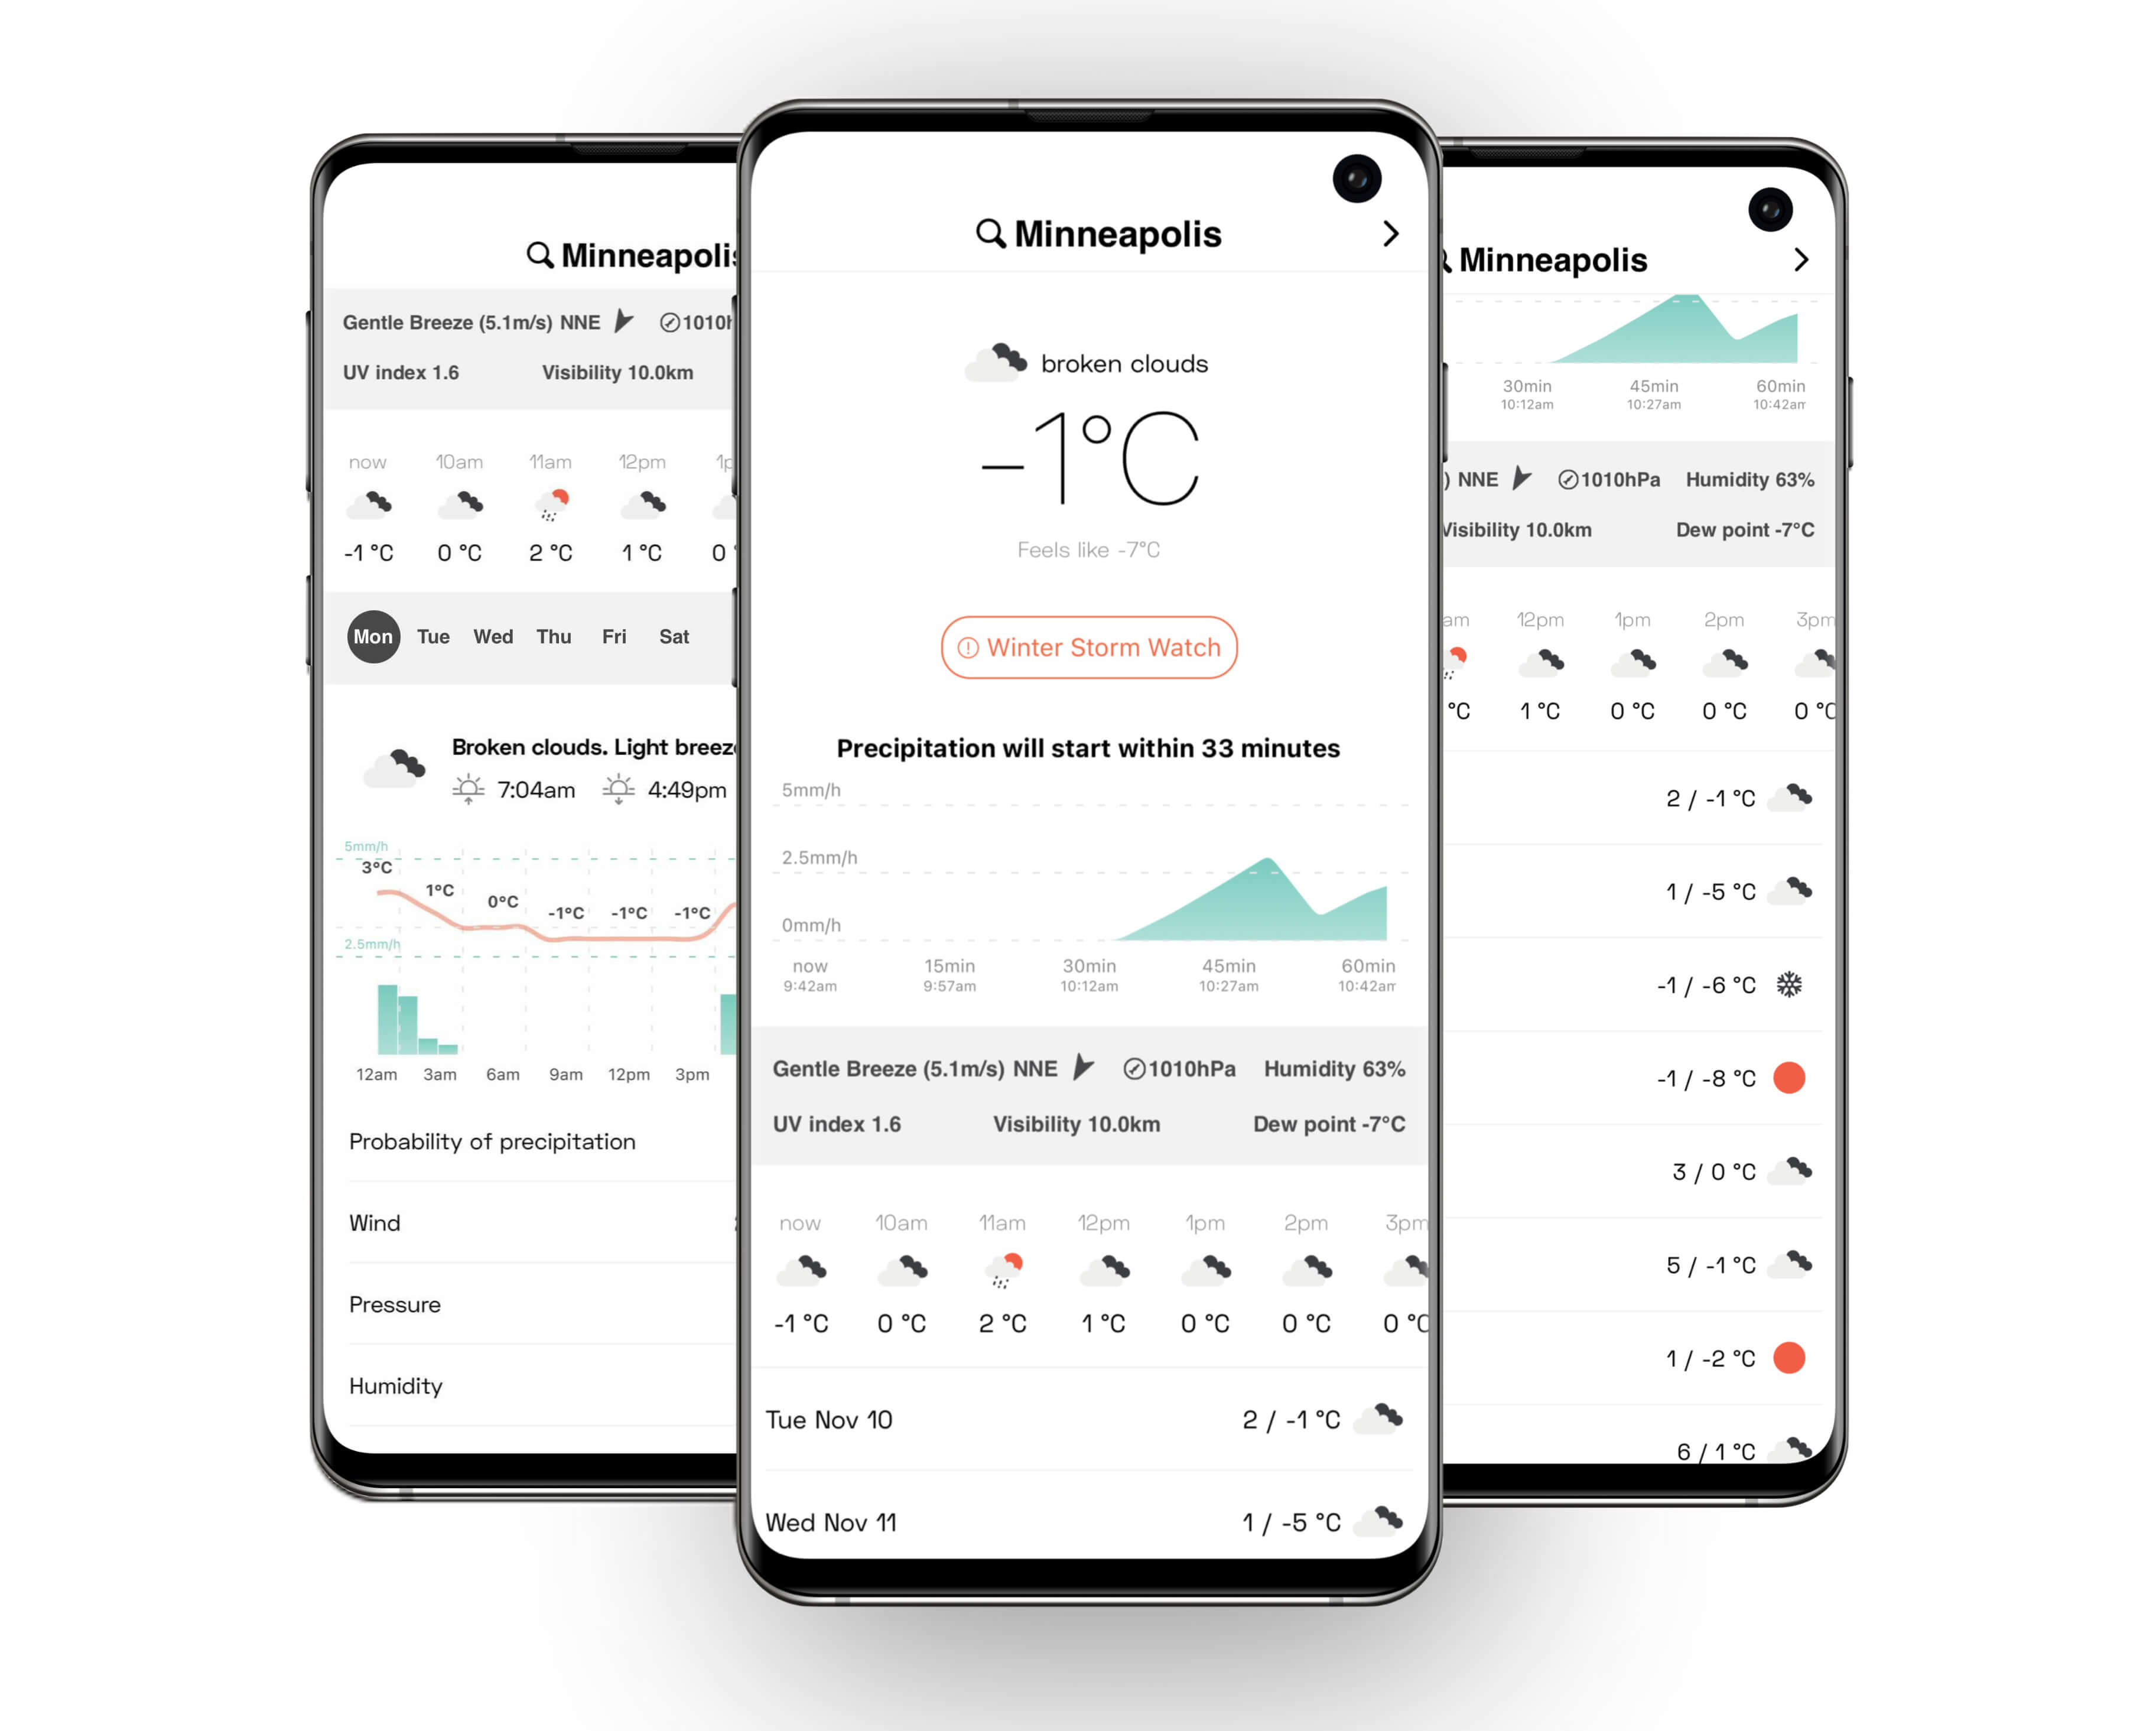 Minneapolis
Gentle Breeze (5.1m/s) NNE
UV index 1.6 Visibility 10.0km
now 10am 11am 12pm
-1 °C 0 °C 2 °C 1 °C 0
Mon Tue Wed Thu Fri Sat
Broken clouds. Light
7:04am 4:49pm
5mm/h
3°C
1°C
0°C
-1°C -1°C -1°C
2.5mm/h
12am 3am 6am 9am 12pm 3pm
Probability of precipitation
Wind
Pressure
Humidity
Minneapolis
broken clouds
-1°C
Feels like -7°C
Winter Storm Watch
Precipitation will start within 33 minutes
5mm/h
2.5mm/h
0mm/h
now 15min 30min 45min 60min
9:42am 9:57am 10:12am 10:27am 10:42am
Gentle Breeze (5.1m/s) NNE 1010hPa Humidity 63%
UV index 1.6 Visibility 10.0km Dew point -7°C
now 10am 11am 12pm 1pm 2pm 3pm
-1 °C 0 °C 2 °C 1 °C 0 °C 0 °C 0 °C
Tue Nov 10 2 / -1 °C
Wed Nov 11 1 / -5 °C
Minneapolis
30min 45min 60min
10:12am 10:27am 10:42am
) NNE 1010hPa Humidity 63%
Visibility 10.0km Dew point -7°C
am 12pm 1pm 2pm 3pm
°C 1 °C 0 °C 0 °C 0 °C
2 / -1 °C
1 / -5 °C
-1 / -6 °C
-1 / -8 °C
3 / 0 °C
5 / -1 °C
1 / -2 °C
6 / 1 °C